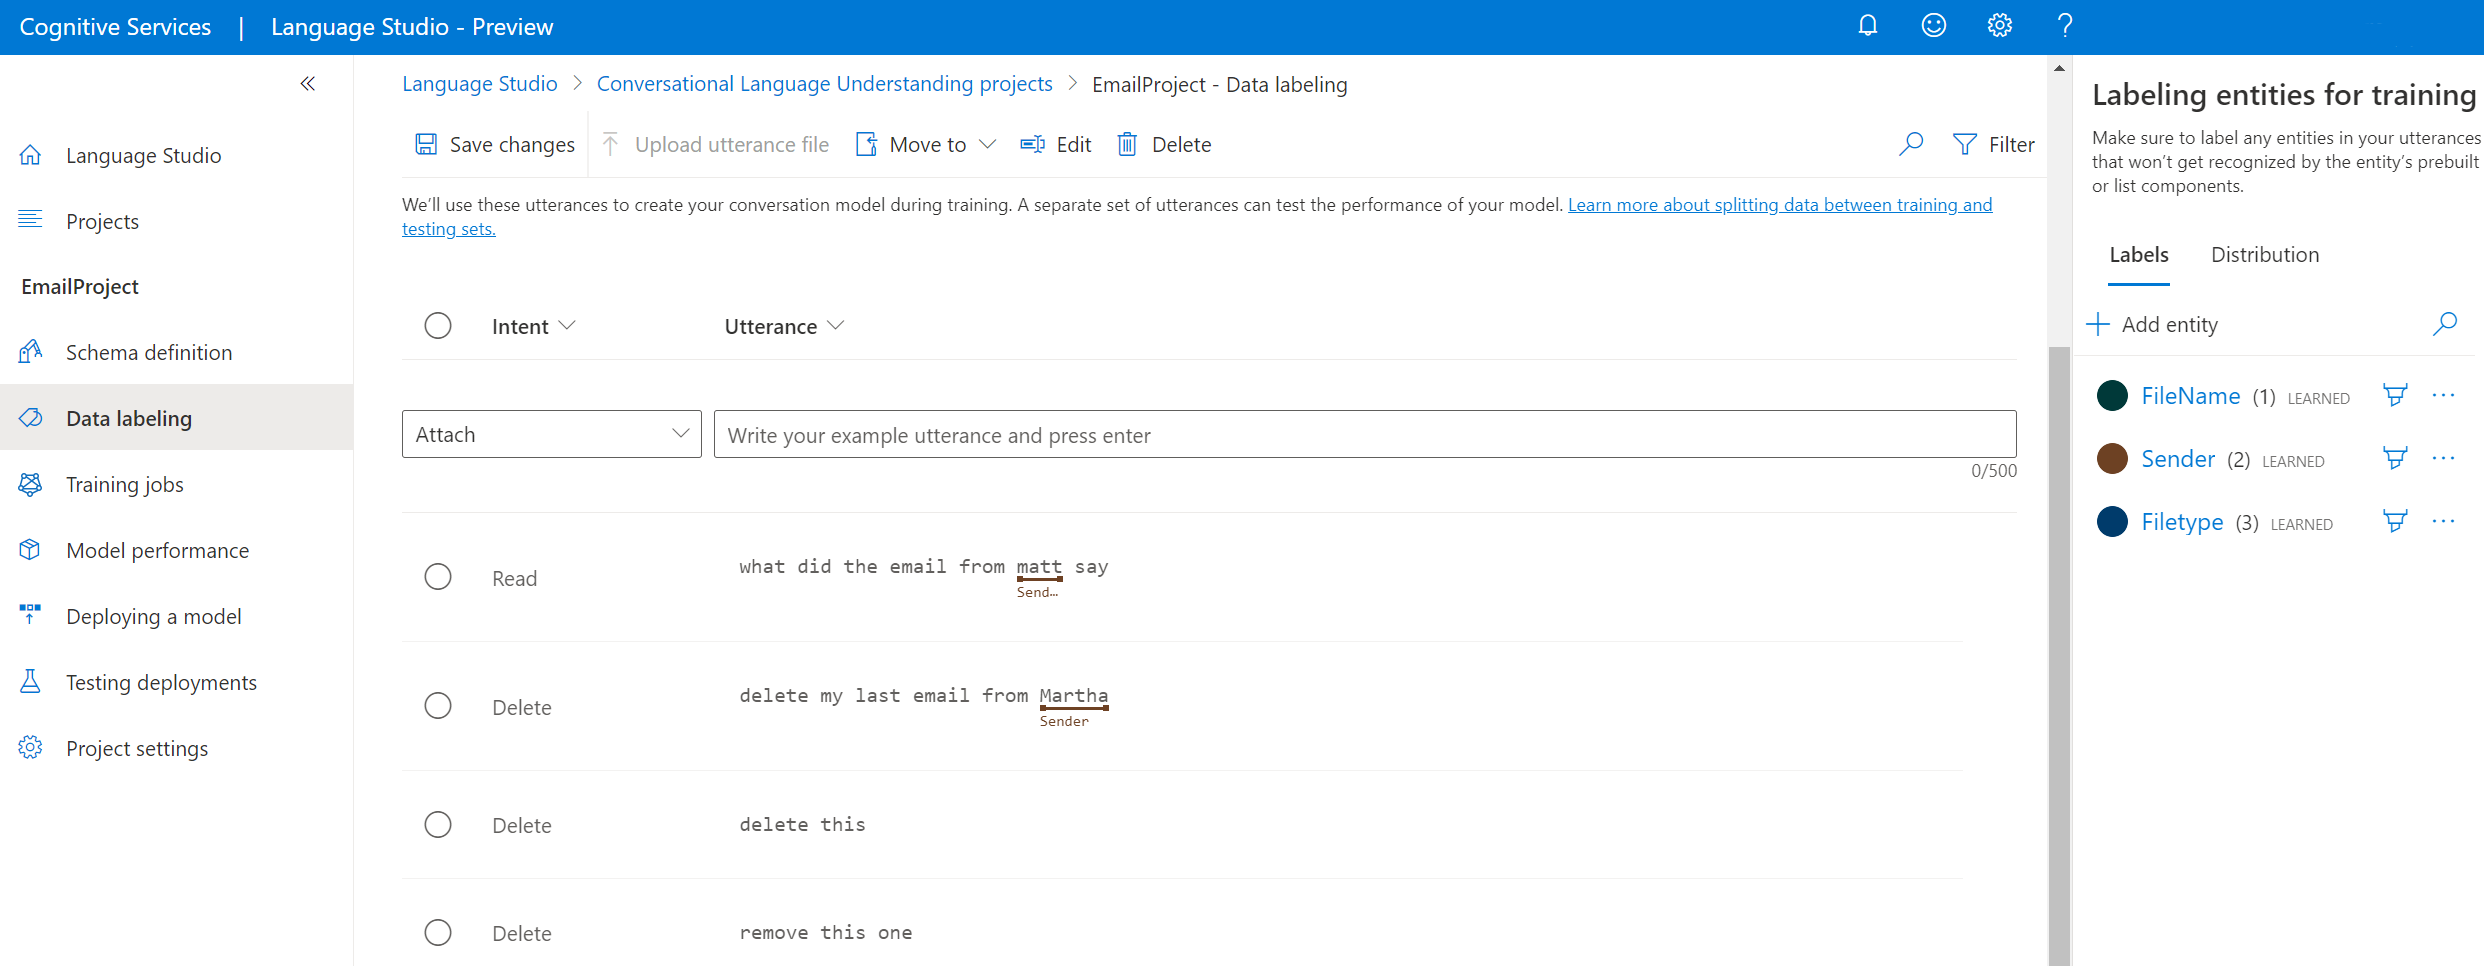 Cognitive Services | Language Studio - Preview
Language Studio > Conversational Language Understanding projects > EmailProject - Data labeling
Save changes Upload utterance file Move to Edit Delete Filter
We'll use these utterances to create your conversation model during training. A separate set of utterances can test the performance of your model. Learn more about splitting data between training and
testing sets.
Language Studio
Projects
EmailProject
Schema definition
Data labeling
Training jobs
Model performance
Deploying a model
Testing deployments
Project settings
Intent Utterance
Attach Write your example utterance and press enter
0/500
Read what did the email from matt say
Send...
Delete delete my last email from Martha
Sender
Delete delete this
Delete remove this one
Labeling entities for training
Make sure to label any entities in your utterances
that won't get recognized by the entity's prebuilt
or list components.
Labels Distribution
Add entity
FileName (1) LEARNED
Sender (2) LEARNED
Filetype (3) LEARNED